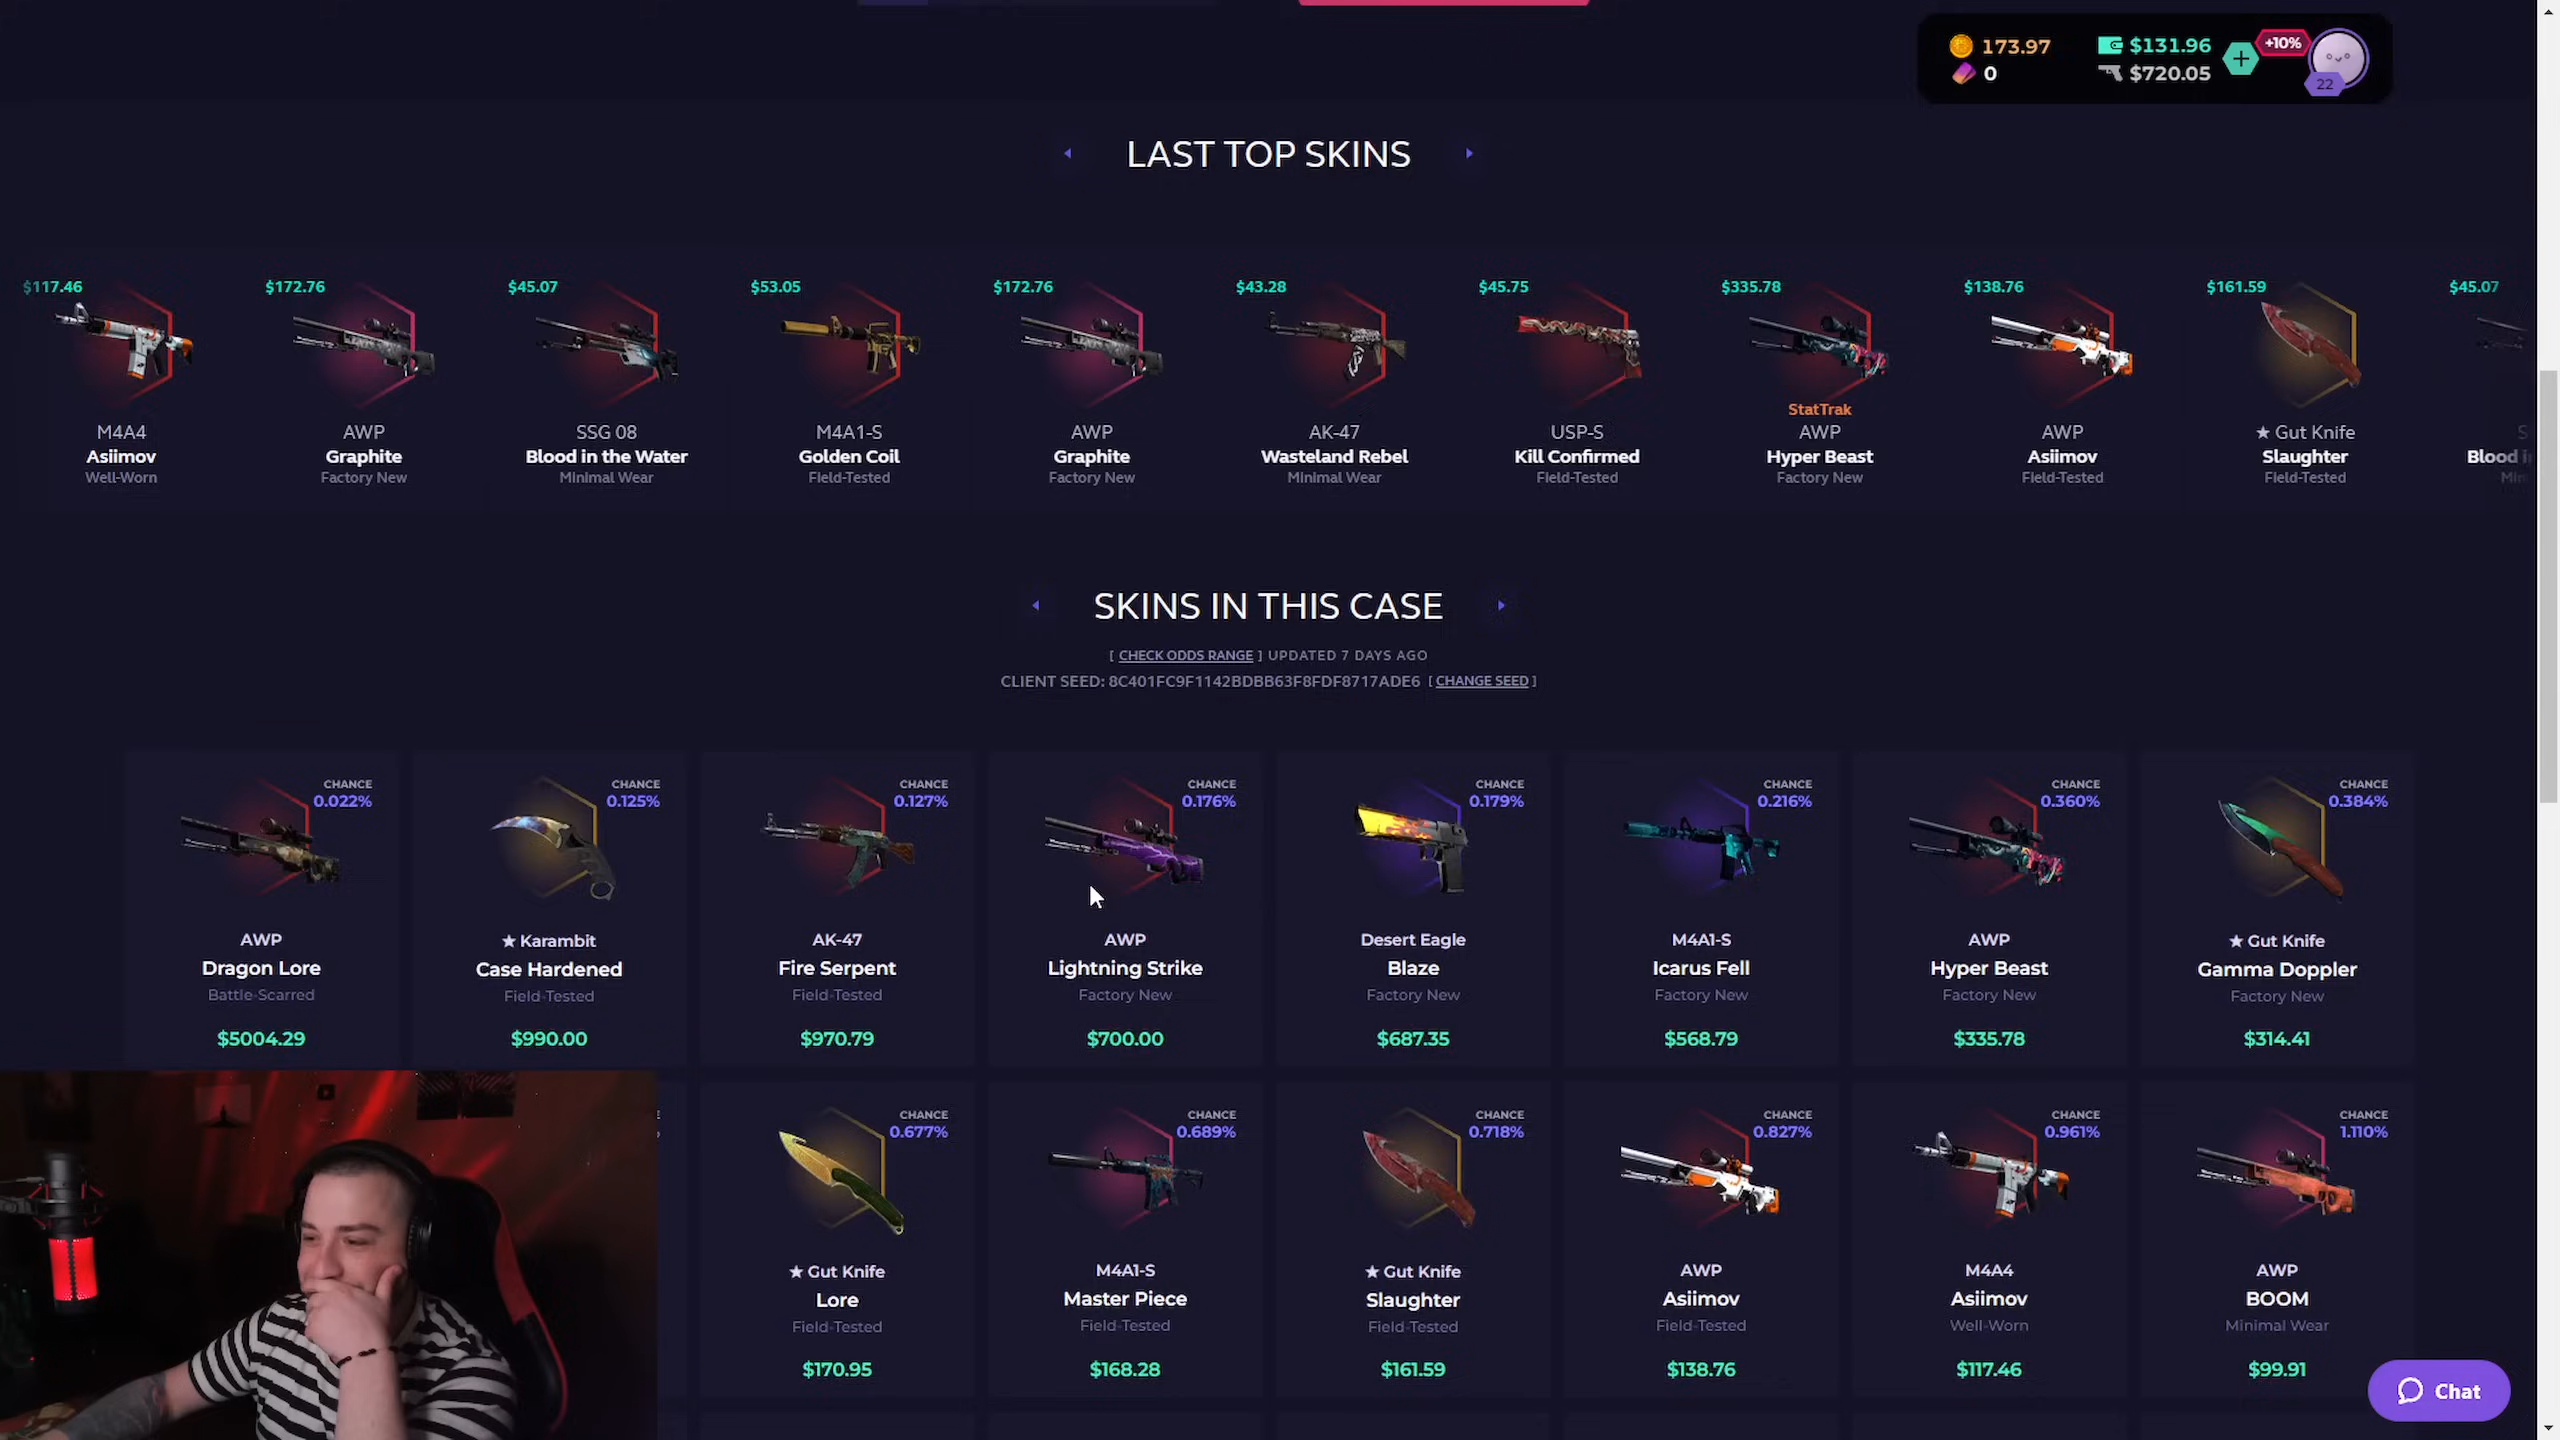 173.97
$131.96
+10%
0
$720.05
22
LAST TOP SKINS
$117.46
M4A4
Asiimov
Well-Worn
$172.76
AWP
Graphite
Factory New
$45.07
SSG 08
Blood in the Water
Minimal Wear
$53.05
M4A1-S
Golden Coil
Field-Tested
$172.76
AWP
Graphite
Factory New
$43.28
AK-47
Wasteland Rebel
Minimal Wear
$45.75
USP-S
Kill Confirmed
Field-Tested
$335.78
StatTrak
AWP
Hyper Beast
Factory New
$138.76
AWP
Asiimov
Field-Tested
$161.59
★ Gut Knife
Slaughter
Field-Tested
$45.07
Blood
SKINS IN THIS CASE
[ CHECK ODDS RANGE ] UPDATED 7 DAYS AGO
CLIENT SEED: 8C401FC9F1142BDBB63F8FDF8717ADE6 [ CHANGE SEED ]
CHANCE
0.022%
AWP
Dragon Lore
Battle-Scarred
$5004.29
CHANCE
0.125%
★ Karambit
Case Hardened
Field-Tested
$990.00
CHANCE
0.127%
AK-47
Fire Serpent
Field-Tested
$970.79
CHANCE
0.176%
AWP
Lightning Strike
Factory New
$700.00
CHANCE
0.179%
Desert Eagle
Blaze
Factory New
$687.35
CHANCE
0.216%
M4A1-S
Icarus Fell
Factory New
$568.79
CHANCE
0.360%
AWP
Hyper Beast
Factory New
$335.78
CHANCE
0.384%
★ Gut Knife
Gamma Doppler
Factory New
$314.41
CHANCE
0.677%
★ Gut Knife
Lore
Field-Tested
$170.95
CHANCE
0.689%
M4A1-S
Master Piece
Field-Tested
$168.28
CHANCE
0.718%
★ Gut Knife
Slaughter
Field-Tested
$161.59
CHANCE
0.827%
AWP
Asiimov
Field-Tested
$138.76
CHANCE
0.961%
M4A4
Asiimov
Well-Worn
$117.46
CHANCE
1.110%
AWP
BOOM
Minimal Wear
$99.91
Chat